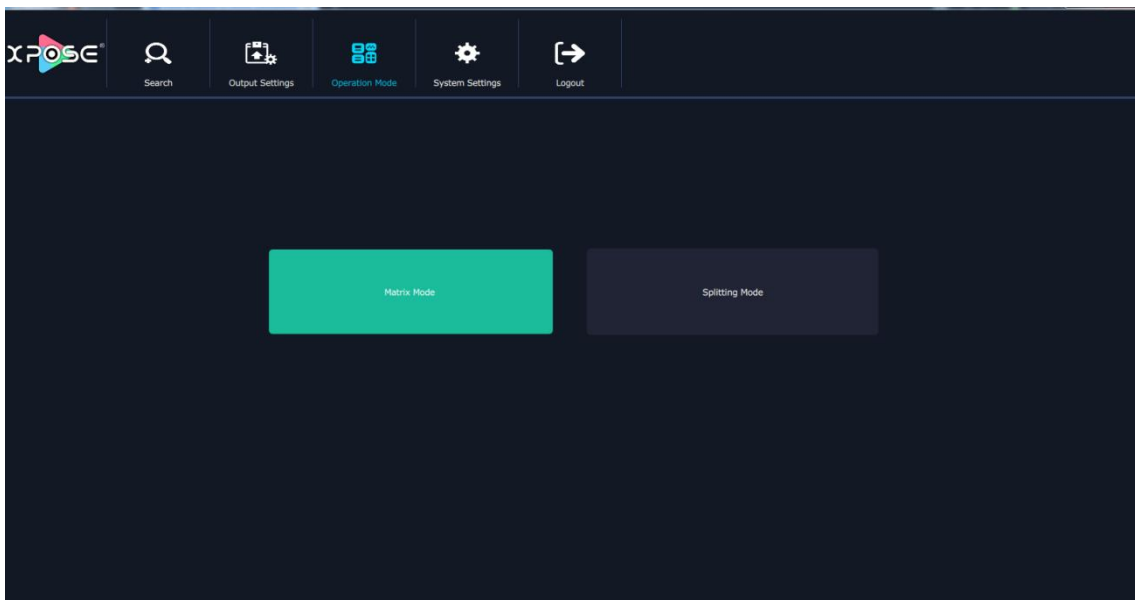 XPOSE®
Search
Output Settings
Operation Mode
System Settings
Logout
Matrix Mode
Splitting Mode